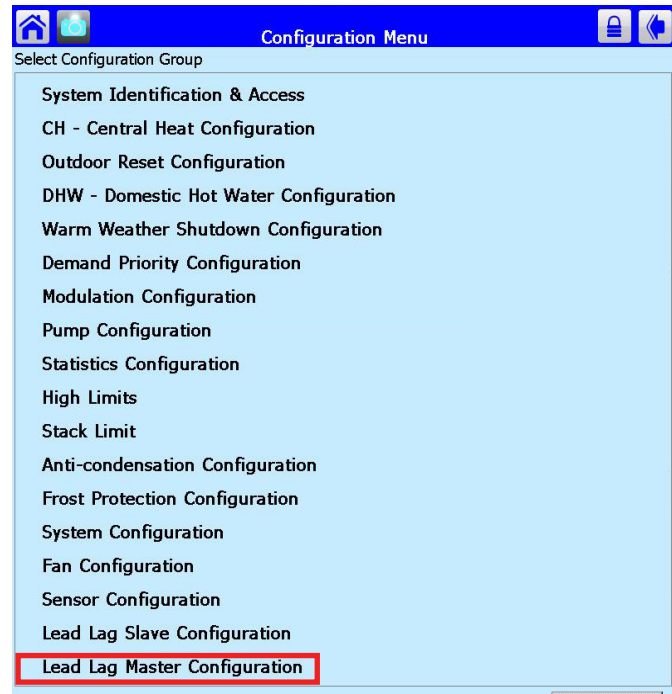 Configuration Menu
Select Configuration Group
System Identification & Access
CH - Central Heat Configuration
Outdoor Reset Configuration
DHW - Domestic Hot Water Configuration
Warm Weather Shutdown Configuration
Demand Priority Configuration
Modulation Configuration
Pump Configuration
Statistics Configuration
High Limits
Stack Limit
Anti-condensation Configuration
Frost Protection Configuration
System Configuration
Fan Configuration
Sensor Configuration
Lead Lag Slave Configuration
Lead Lag Master Configuration